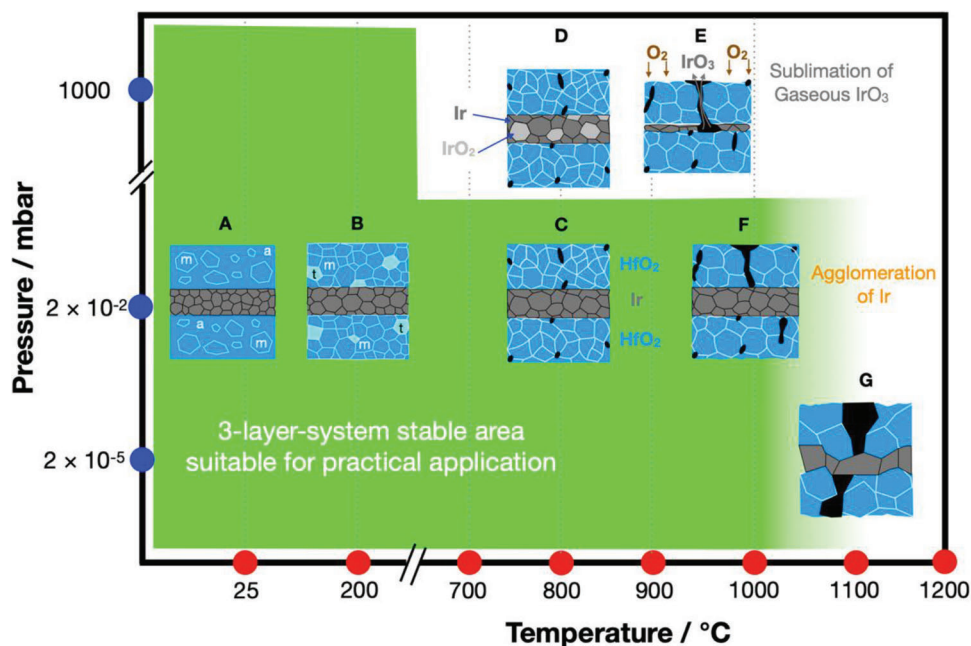 D
E
O₂
O₂
IrO₃
Sublimation of
Gaseous IrO₃
1000
Ir
IrO₂
A
B
C
F
a
m
m
t
HfO₂
Agglomeration
of Ir
2 × 10⁻²
Ir
a
m
t
m
HfO₂
G
3-layer-system stable area
suitable for practical application
2 × 10⁻⁵
Pressure / mbar
25
200
700
800
900
1000
1100
1200
Temperature / °C